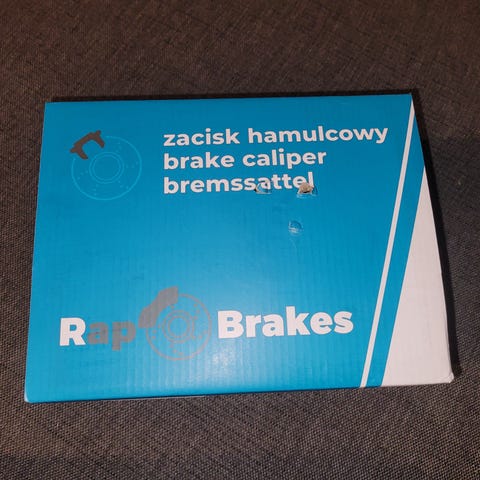 zacisk hamulcowy
brake caliper
bremssattel
Rap Brakes